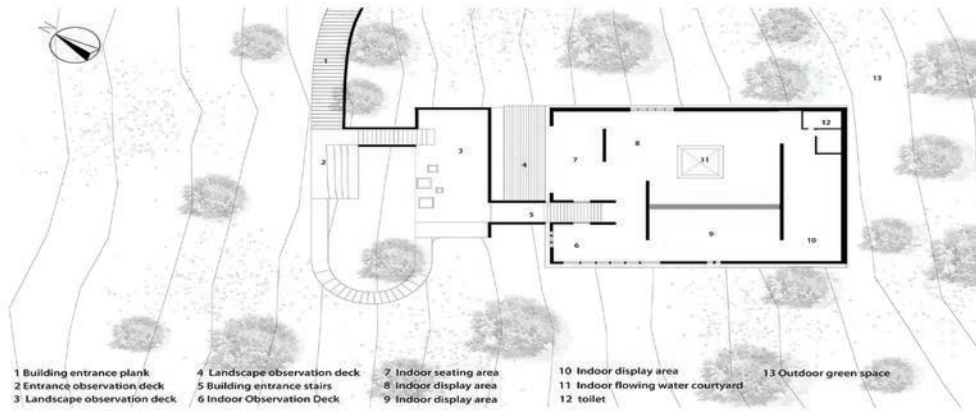 N
1
13
12
2
3
4
7
8
11
5
6
9
10
1 Building entrance plank
2 Entrance observation deck
3 Landscape observation deck
4 Landscape observation deck
5 Building entrance stairs
6 Indoor Observation Deck
7 Indoor seating area
8 Indoor display area
9 Indoor display area
10 Indoor display area
11 Indoor flowing water courtyard
12 toilet
13 Outdoor green space